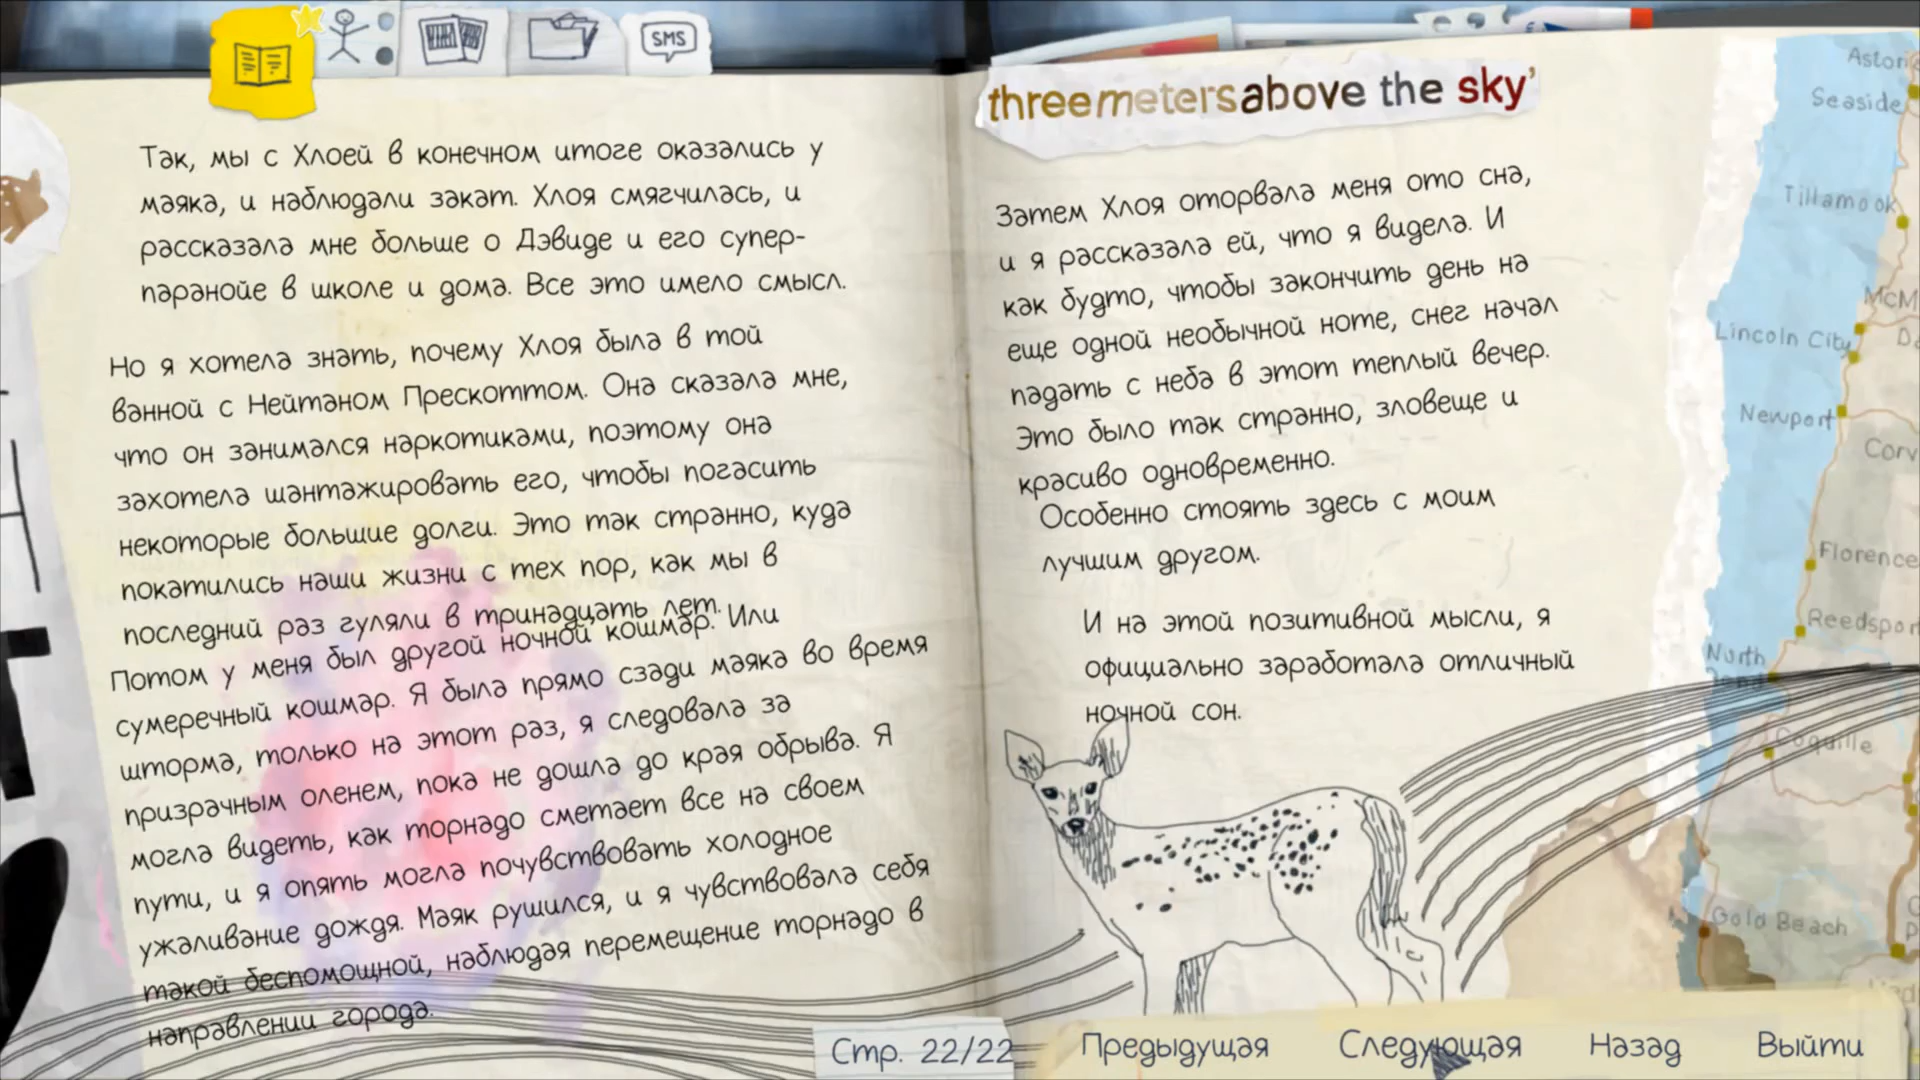 SMS
Так, мы с Хлоей в конечном итоге оказались у
маяка, и наблюдали закат. Хлоя смягчилась, и
рассказала мне больше о Дэвиде и его супер-
паранойе в школе и дома. Все это имело смысл.
Но я хотела знать, почему Хлоя была в той
ванной с Нейтаном Прескоттом. Она сказала мне,
что он занимался наркотиками, поэтому она
захотела шантажировать его, чтобы погасить
некоторые большие долги. Это так странно, куда
покатились наши жизни с тех пор, как мы в
последний раз гуляли в тринадцать лет.
Потом у меня был другой ночной кошмар. Или
сумеречный кошмар. Я была прямо сзади маяка во время
шторма, только на этот раз, я следовала за
призрачным оленем, пока не дошла до края обрыва. Я
могла видеть, как торнадо сметает все на своем
пути, и я опять могла почувствовать холодное
ужаливание дождя. Маяк рушился, и я чувствовала себя
такой беспомощной, наблюдая перемещение торнадо в
направлении города.
three meters above the sky'
Затем Хлоя оторвала меня ото сна,
и я рассказала ей, что я видела. И
как будто, чтобы закончить день на
еще одной необычной ноте, снег начал
падать с неба в этот теплый вечер.
Это было так странно, зловеще и
красиво одновременно.
Особенно стоять здесь с моим
лучшим другом.
И на этой позитивной мысли, я
официально заработала отличный
ночной сон.
Seaside
Tillamook
McM
Lincoln City
Newport
Corv
Florence
Reedsport
North
Bend
Coquille
Gold Beach
Стр. 22/22
Предыдущая
Следующая
Назад
Выйти